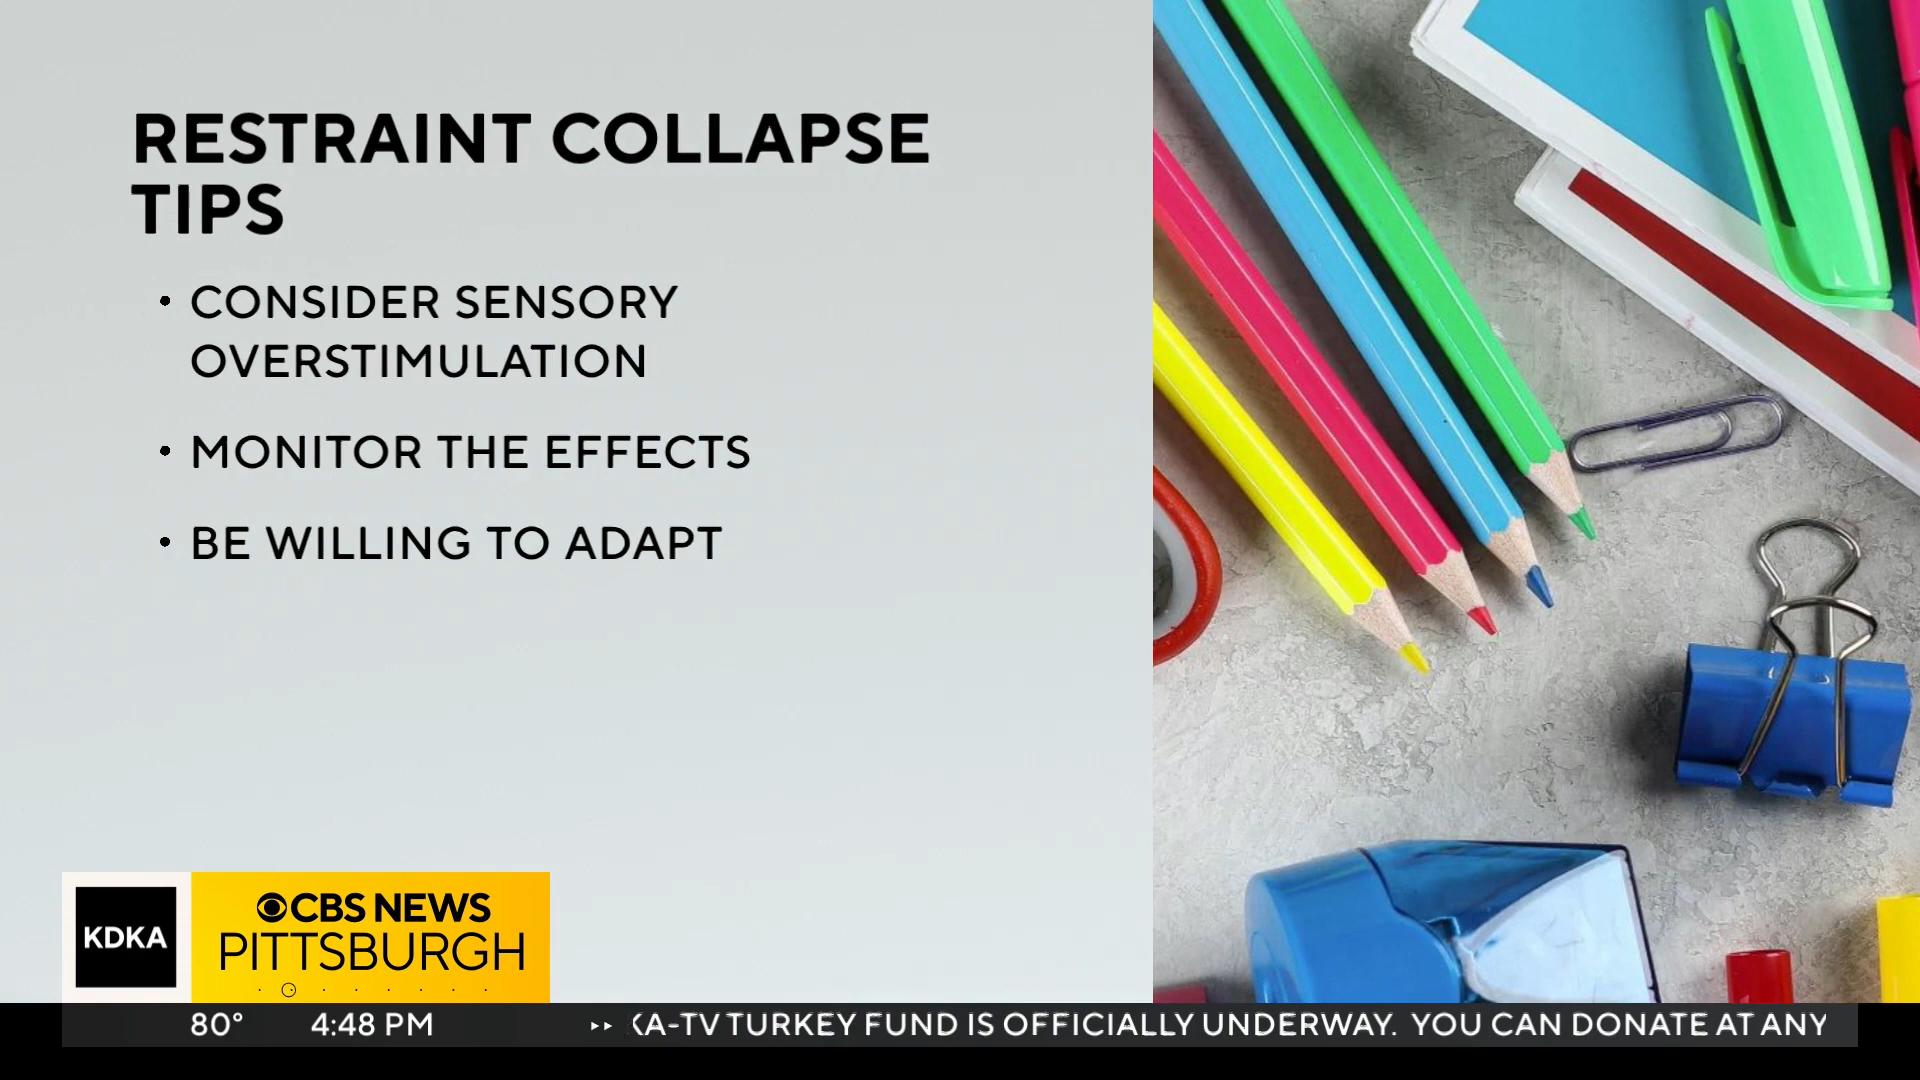 RESTRAINT COLLAPSE
TIPS
• CONSIDER SENSORY
OVERSTIMULATION
• MONITOR THE EFFECTS
• BE WILLING TO ADAPT
KDKA
CBS NEWS
PITTSBURGH
80° 4:48 PM KA-TV TURKEY FUND IS OFFICIALLY UNDERWAY. YOU CAN DONATE AT ANY